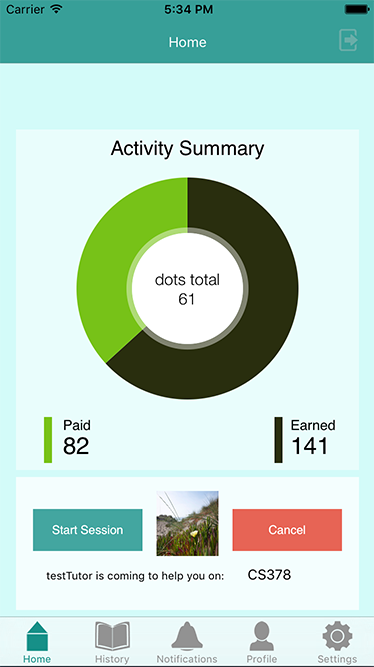 Carrier 5:34 PM
Home
Activity Summary
dots total
61
Paid Earned
82 141
Start Session Cancel
testTutor is coming to help you on: CS378
Home History Notifications Profile Settings